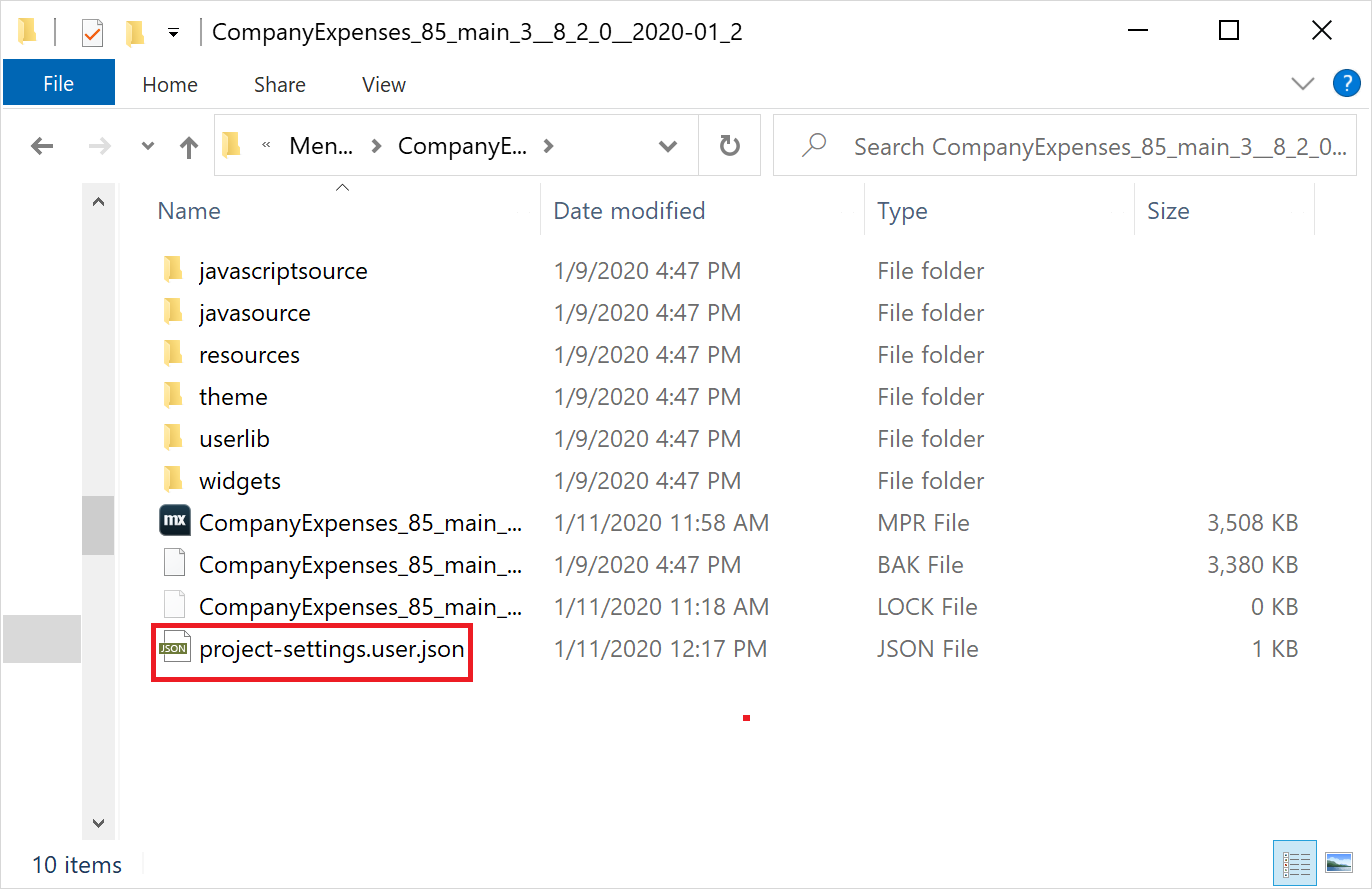 CompanyExpenses_85_main_3__8_2_0__2020-01_2
File Home Share View ?
« Men... CompanyE... Search CompanyExpenses_85_main_3__8_2_0...
Name Date modified Type Size
javascriptsource 1/9/2020 4:47 PM File folder
javasource 1/9/2020 4:47 PM File folder
resources 1/9/2020 4:47 PM File folder
theme 1/9/2020 4:47 PM File folder
userlib 1/9/2020 4:47 PM File folder
widgets 1/9/2020 4:47 PM File folder
mx CompanyExpenses_85_main_... 1/11/2020 11:58 AM MPR File 3,508 KB
CompanyExpenses_85_main_... 1/9/2020 4:47 PM BAK File 3,380 KB
CompanyExpenses_85_main_... 1/11/2020 11:18 AM LOCK File 0 KB
JSON project-settings.user.json 1/11/2020 12:17 PM JSON File 1 KB
10 items